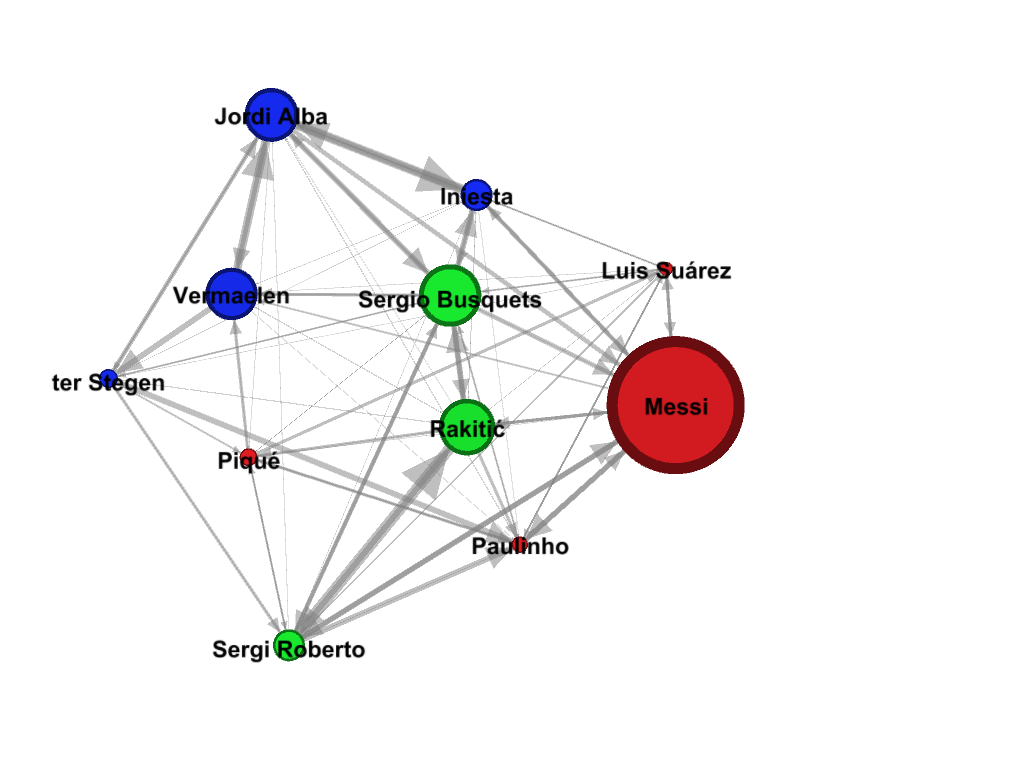 Jordi Alba
Iniesta
Luis Suárez
Vermaelen
Sergio Busquets
ter Stegen
Messi
Rakitić
Piqué
Paulinho
Sergi Roberto